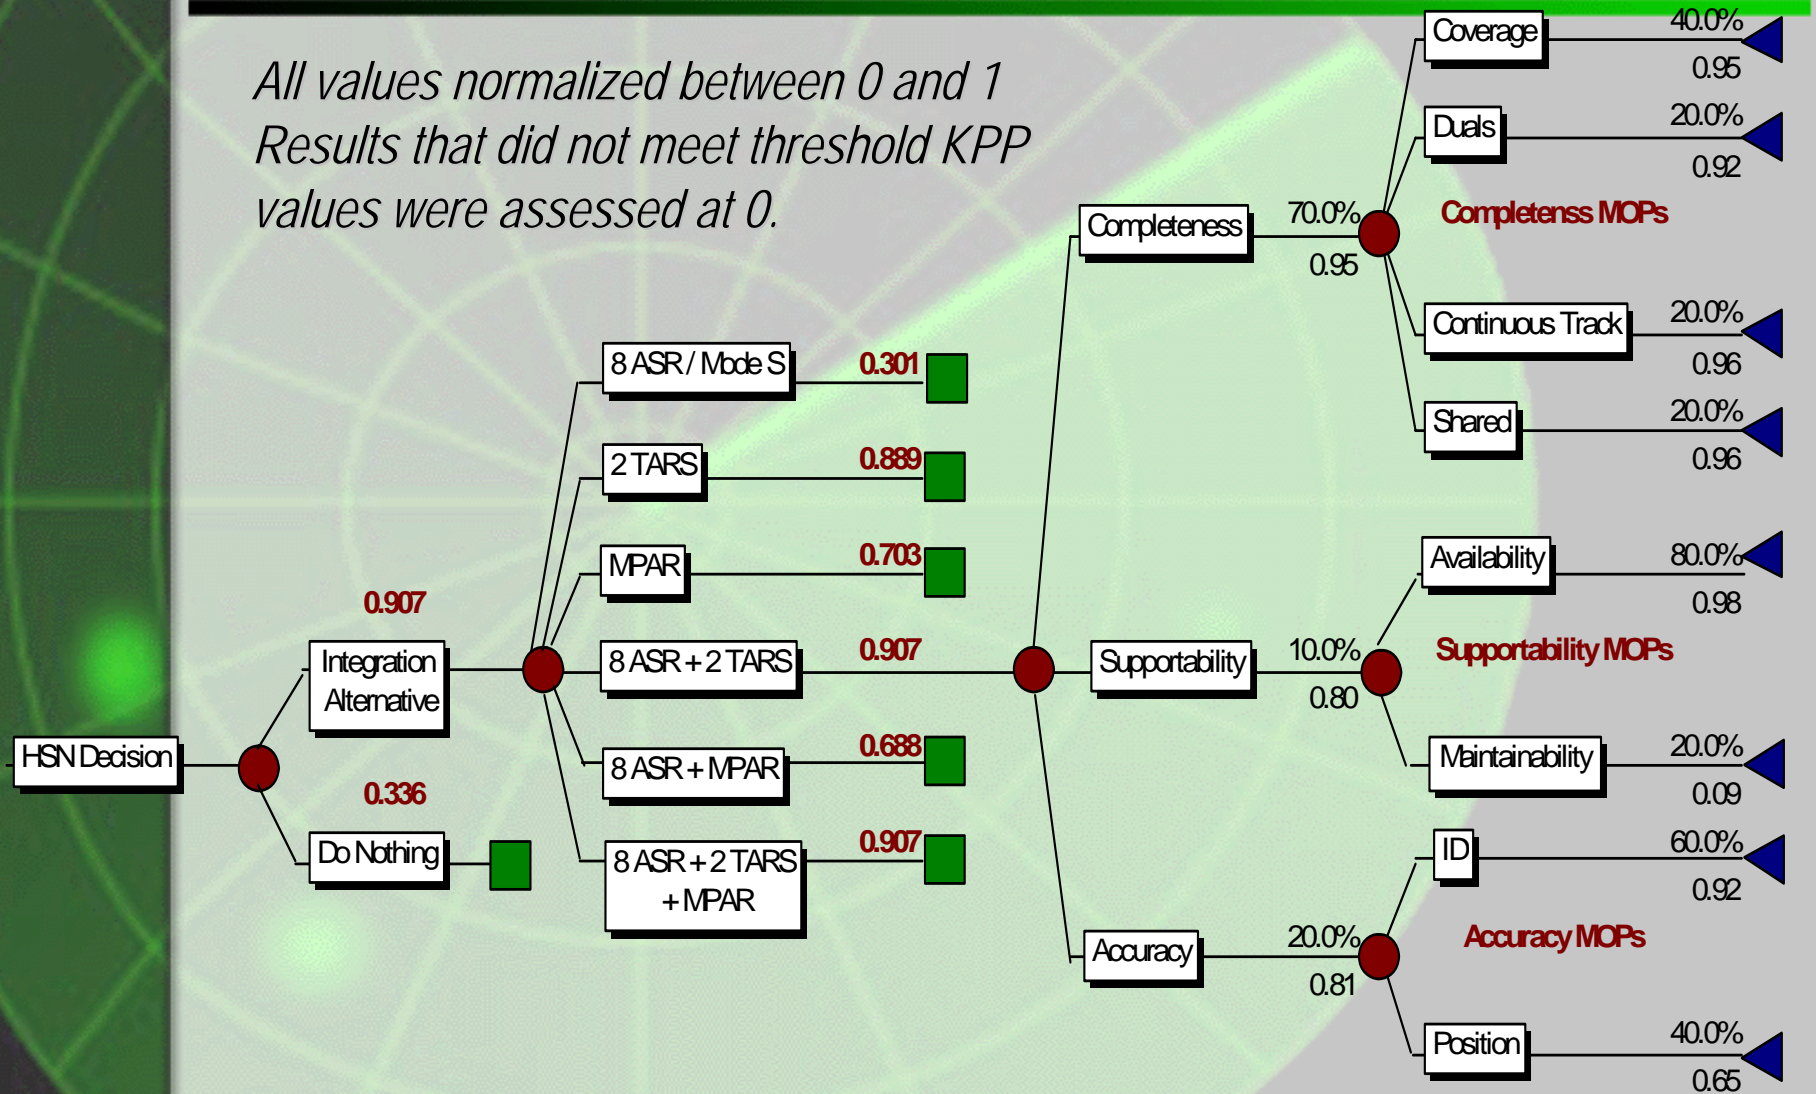 All values normalized between 0 and 1
Results that did not meet threshold KPP
values were assessed at 0.
HSN Decision
0.907
Integration
Alternative
0.336
Do Nothing
8 ASR / Mode S
0.301
2 TARS
0.889
MPAR
0.703
8 ASR + 2 TARS
0.907
8 ASR + MPAR
0.688
8 ASR + 2 TARS
+ MPAR
0.907
Completeness
70.0%
0.95
Supportability
10.0%
0.80
Accuracy
20.0%
0.81
Coverage
40.0%
0.95
Duals
20.0%
0.92
Completenss MOPs
Continuous Track
20.0%
0.96
Shared
20.0%
0.96
Availability
80.0%
0.98
Supportability MOPs
Maintainability
20.0%
0.09
ID
60.0%
0.92
Accuracy MOPs
Position
40.0%
0.65